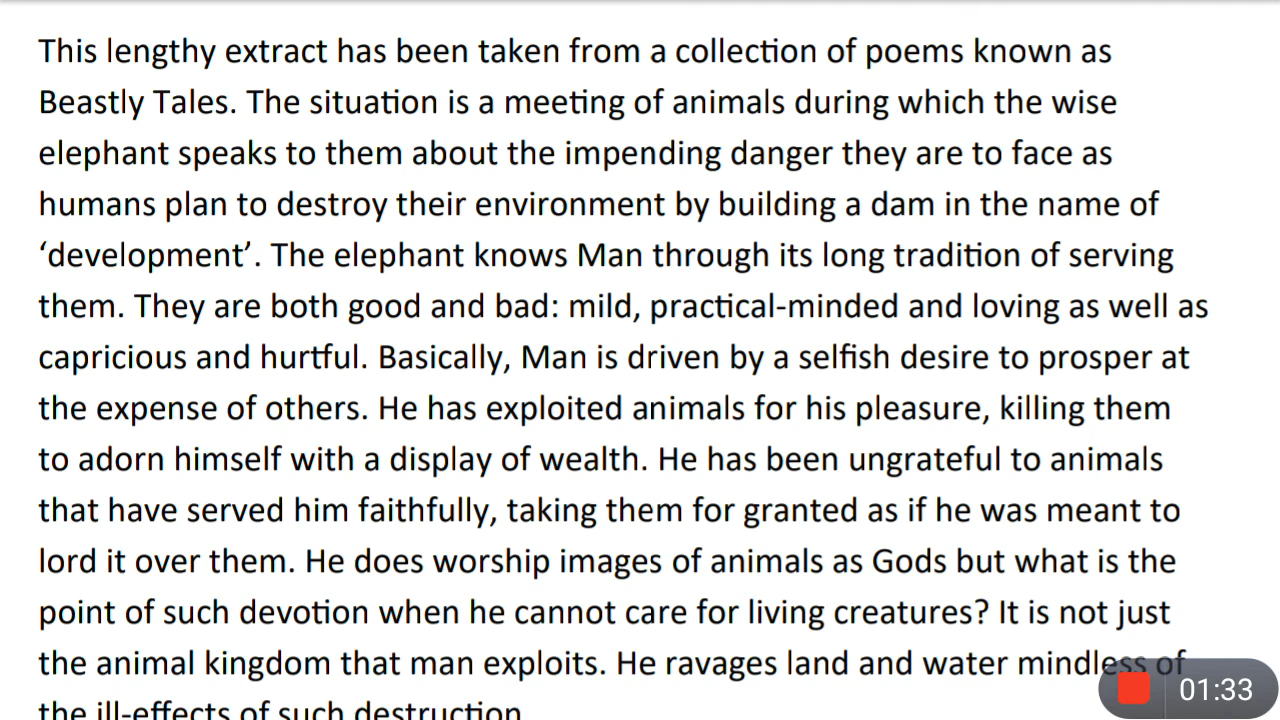 This lengthy extract has been taken from a collection of poems known as
Beastly Tales. The situation is a meeting of animals during which the wise
elephant speaks to them about the impending danger they are to face as
humans plan to destroy their environment by building a dam in the name of
‘development’. The elephant knows Man through its long tradition of serving
them. They are both good and bad: mild, practical-minded and loving as well as
capricious and hurtful. Basically, Man is driven by a selfish desire to prosper at
the expense of others. He has exploited animals for his pleasure, killing them
to adorn himself with a display of wealth. He has been ungrateful to animals
that have served him faithfully, taking them for granted as if he was meant to
lord it over them. He does worship images of animals as Gods but what is the
point of such devotion when he cannot care for living creatures? It is not just
the animal kingdom that man exploits. He ravages land and water mindless of
the ill-effects of such destruction
01:33